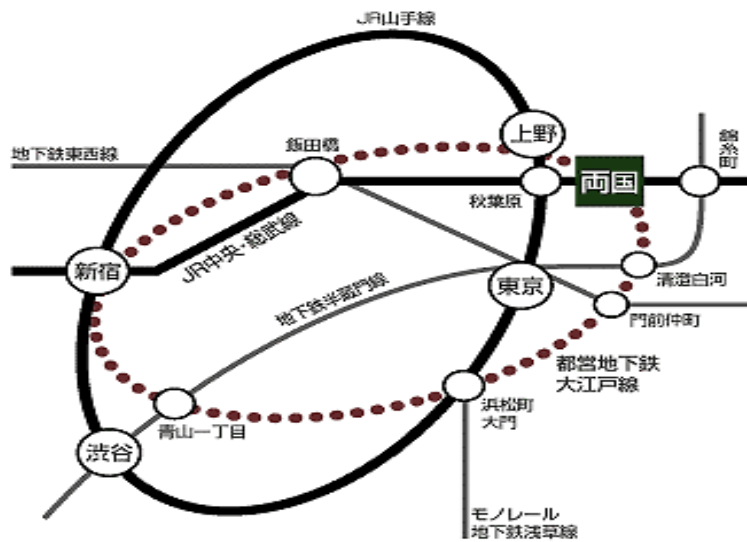 JR山手線
上野
飯田橋
地下鉄東西線
錦糸町
両国
秋葉原
JR中央・総武線
新宿
清澄白河
東京
地下鉄半蔵門線
門前仲町
都営地下鉄
大江戸線
浜松町
大門
青山一丁目
渋谷
モノレール
地下鉄浅草線